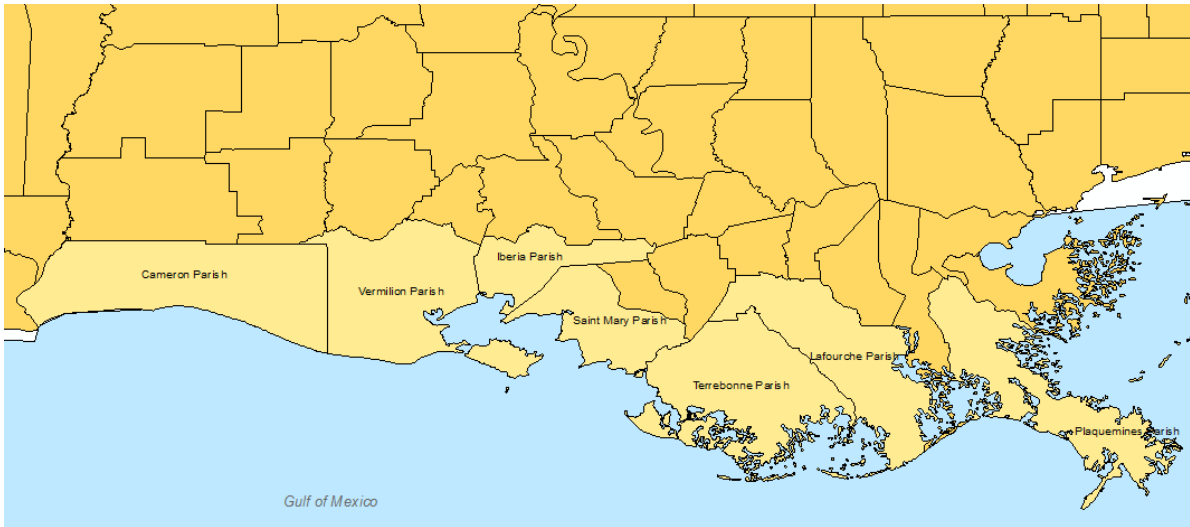 Iberia Parish
Cameron Parish
Vermilion Parish
Saint Mary Parish
Lafourche Parish
Terrebonne Parish
Plaquemines Parish
Gulf of Mexico